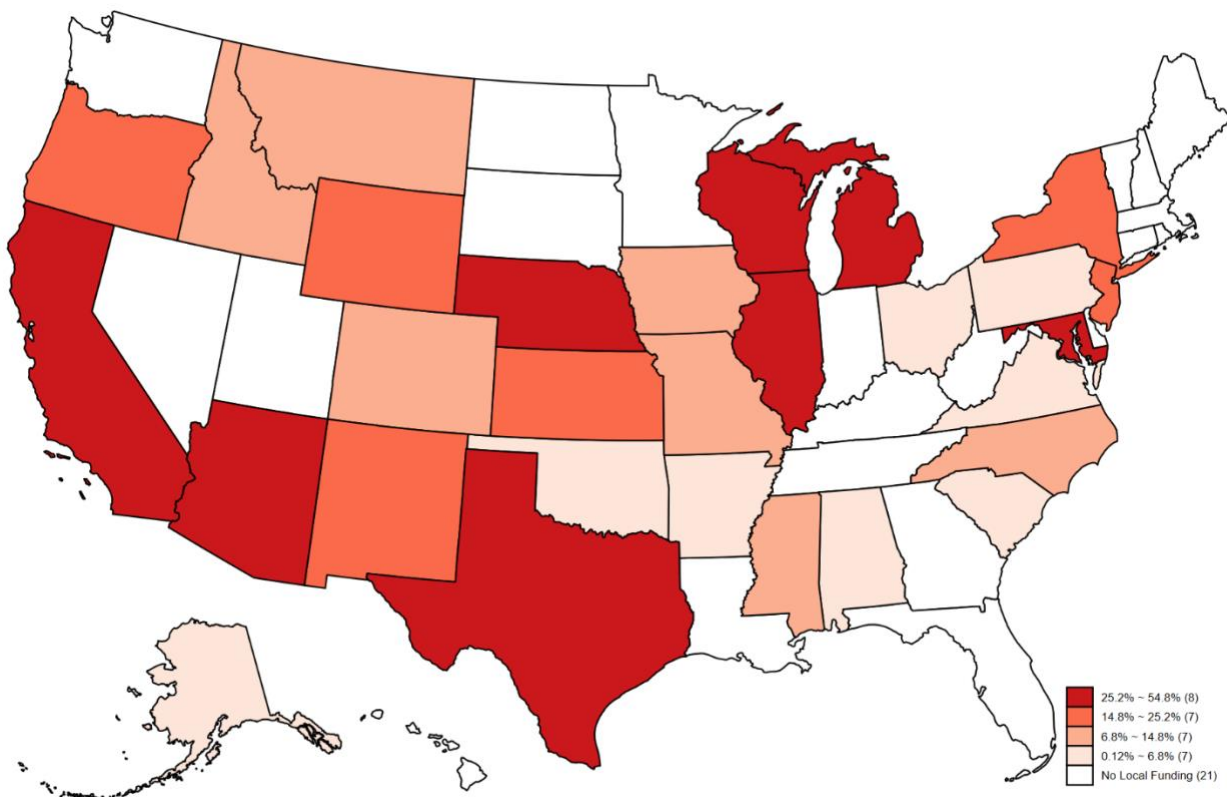 25.2% ~ 54.8% (8)
14.8% ~ 25.2% (7)
6.8% ~ 14.8% (7)
0.12% ~ 6.8% (7)
No Local Funding (21)